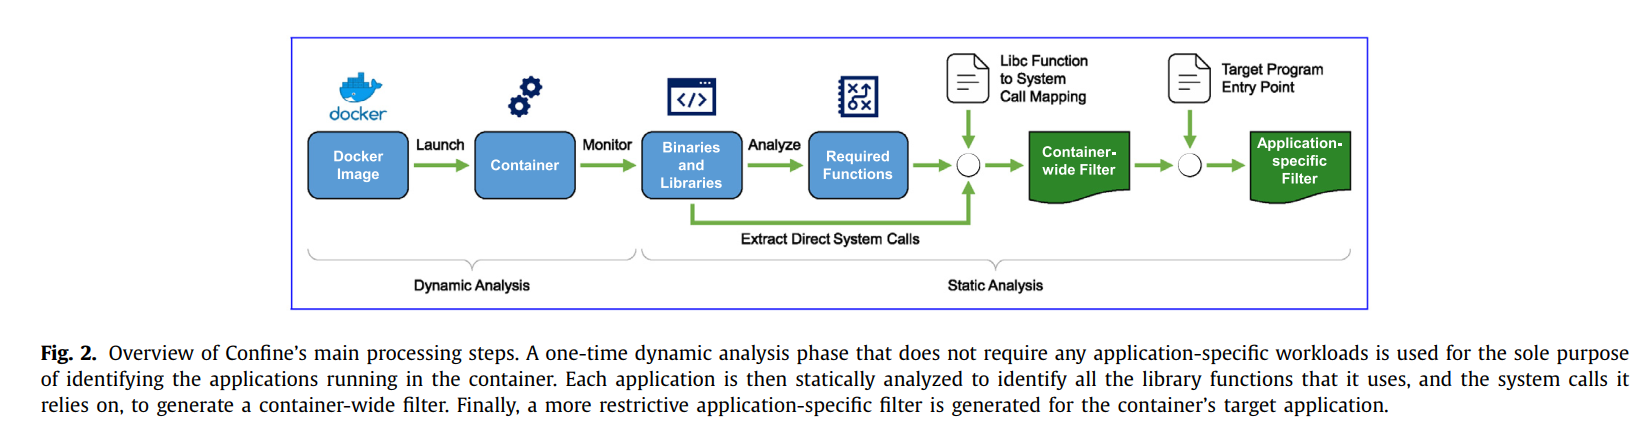 docker
Docker
Image
Launch
Container
Monitor
</>
Binaries
and
Libraries
Analyze
Required
Functions
Libc Function
to System
Call Mapping
Container-
wide Filter
Target Program
Entry Point
Application-
specific
Filter
Extract Direct System Calls
Dynamic Analysis
Static Analysis
Fig. 2. Overview of Confine's main processing steps. A one-time dynamic analysis phase that does not require any application-specific workloads is used for the sole purpose
of identifying the applications running in the container. Each application is then statically analyzed to identify all the library functions that it uses, and the system calls it
relies on, to generate a container-wide filter. Finally, a more restrictive application-specific filter is generated for the container's target application.